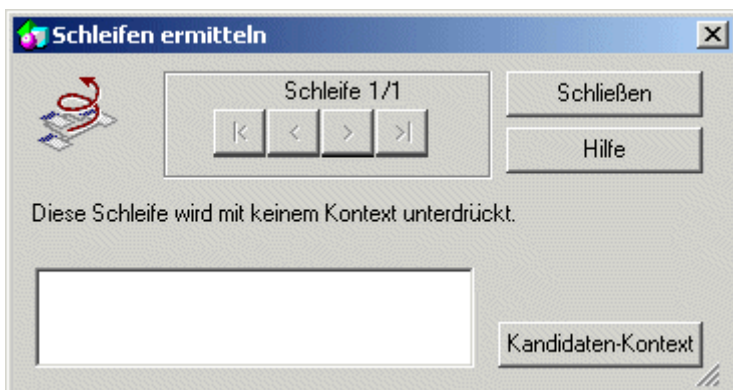 Schleifen ermitteln
Schleife 1/1
Schließen
Hilfe
Diese Schleife wird mit keinem Kontext unterdrückt.
Kandidaten-Kontext